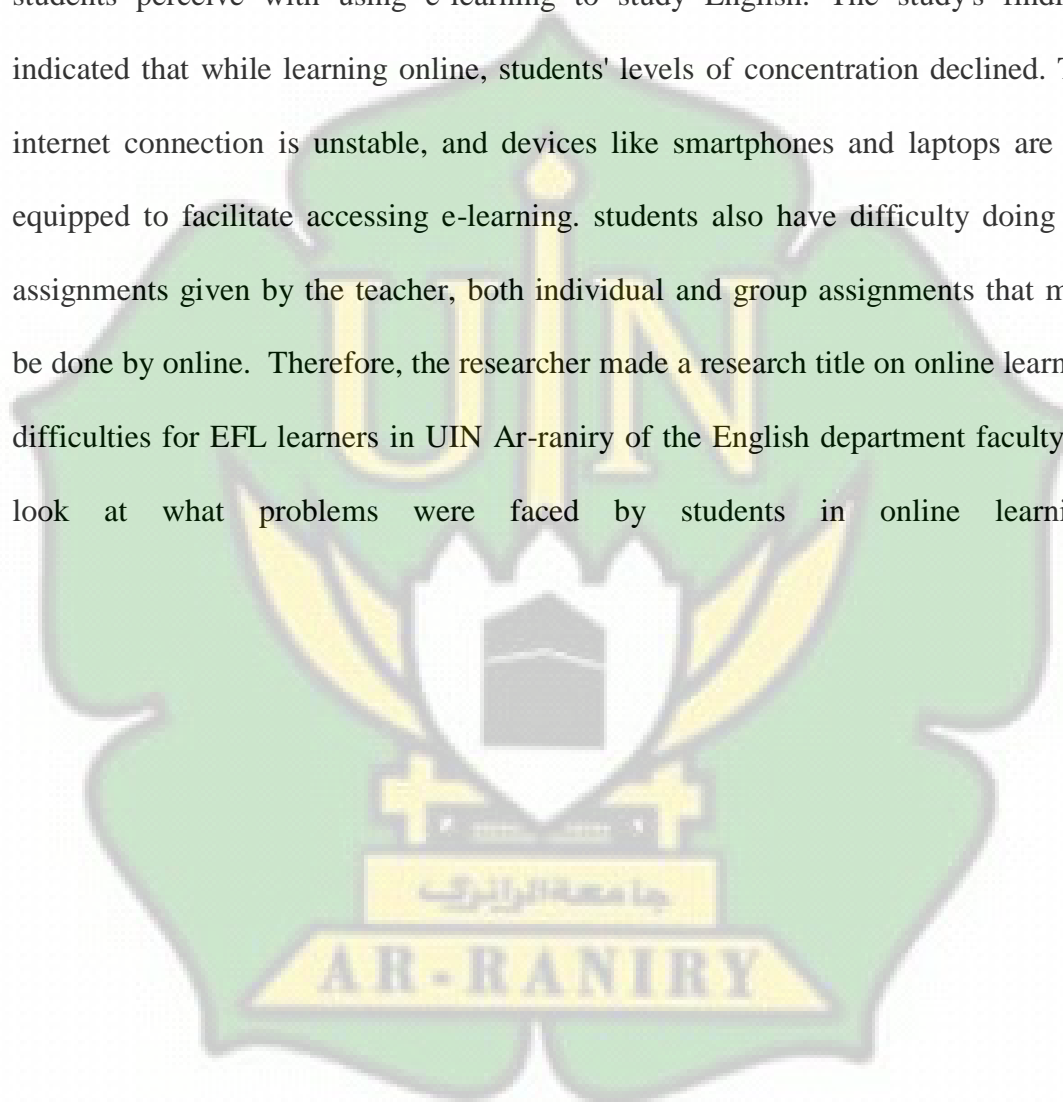 students perceive with using e-learning to study English. The study's
indicated that while learning online, students' levels of concentration declined.
internet connection is unstable, and devices like smartphones and laptops are
equipped to facilitate accessing e-learning. students also have difficulty doing
assignments given by the teacher, both individual and group assignments that
be done by online. Therefore, the researcher made a research title on online
difficulties for EFL learners in UIN Ar-raniry of the English department faculty
look at what problems were faced by students in online
UIN
جامعة الرانري
AR-RANIRY